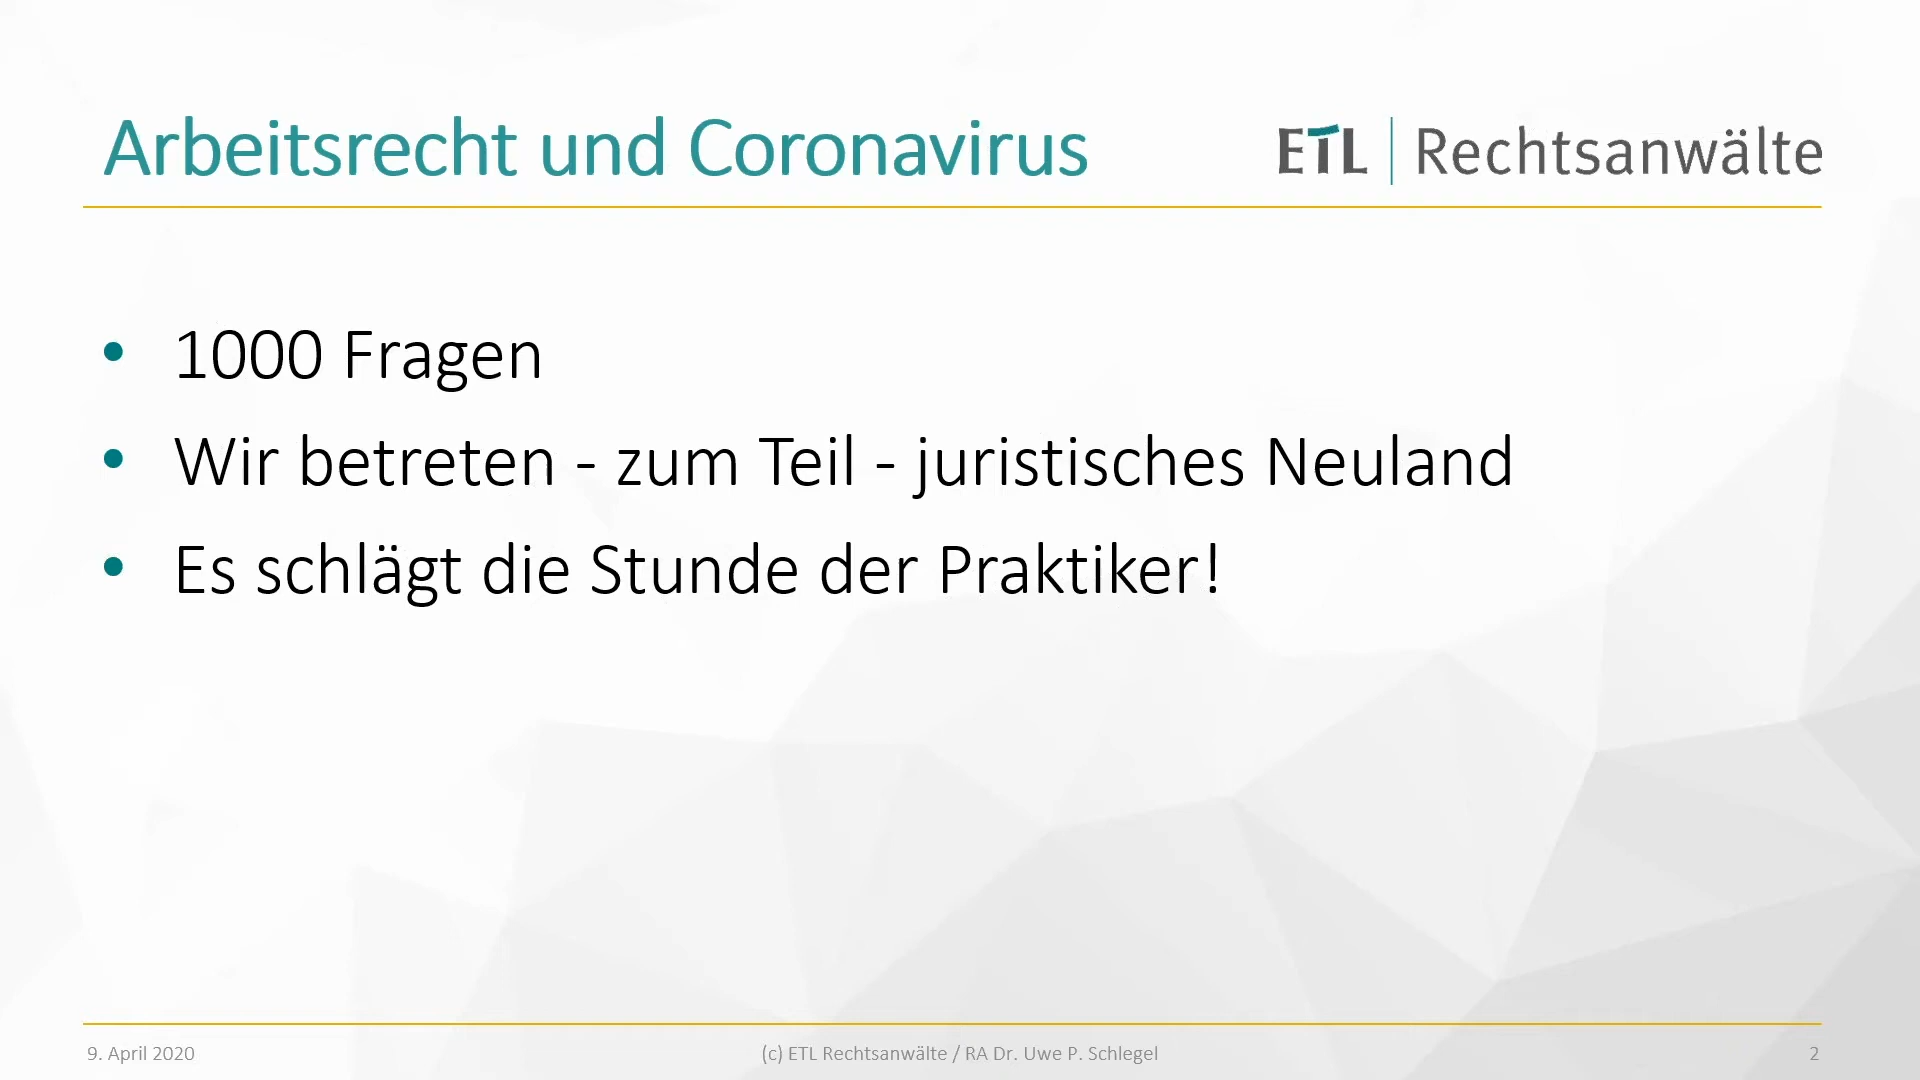 Arbeitsrecht und Coronavirus
ETL | Rechtsanwälte
• 1000 Fragen
• Wir betreten - zum Teil - juristisches Neuland
• Es schlägt die Stunde der Praktiker!
9. April 2020
(c) ETL Rechtsanwälte / RA Dr. Uwe P. Schlegel
2